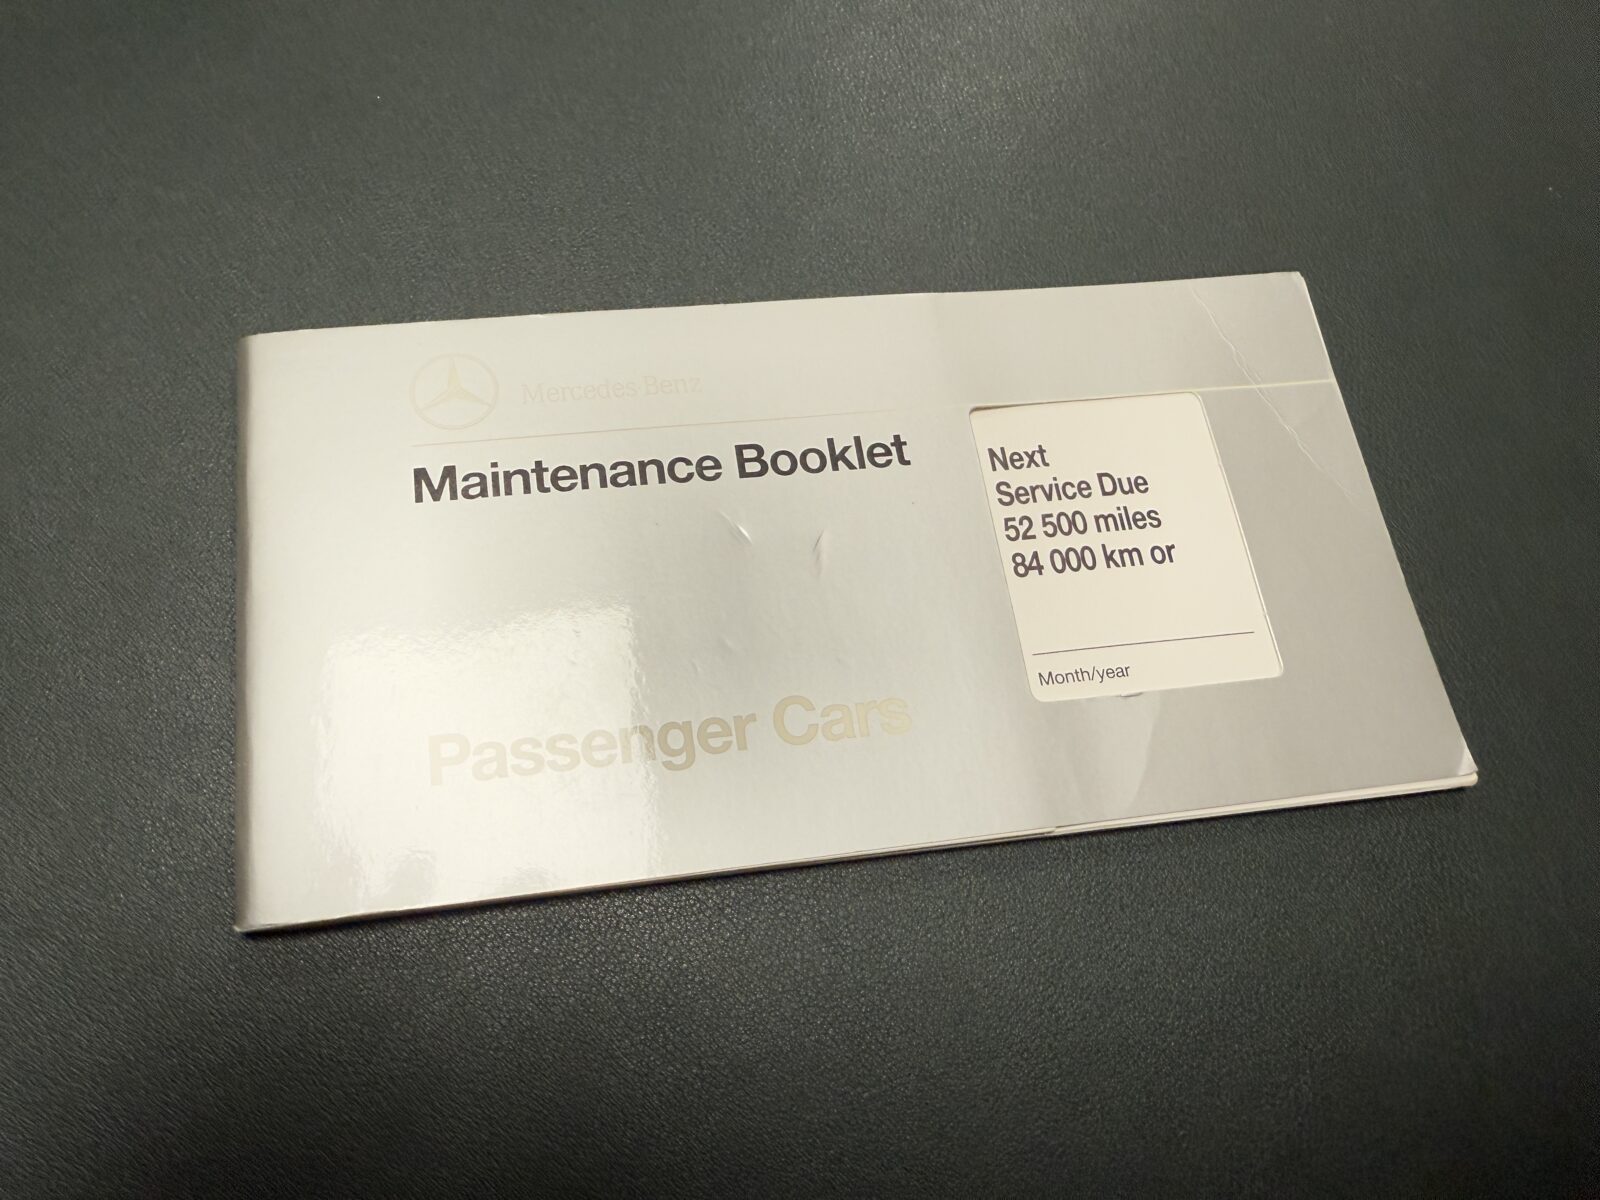 Mercedes-Benz
Maintenance Booklet
Next
Service Due
52 500 miles
84 000 km or
Month/year
Passenger Cars